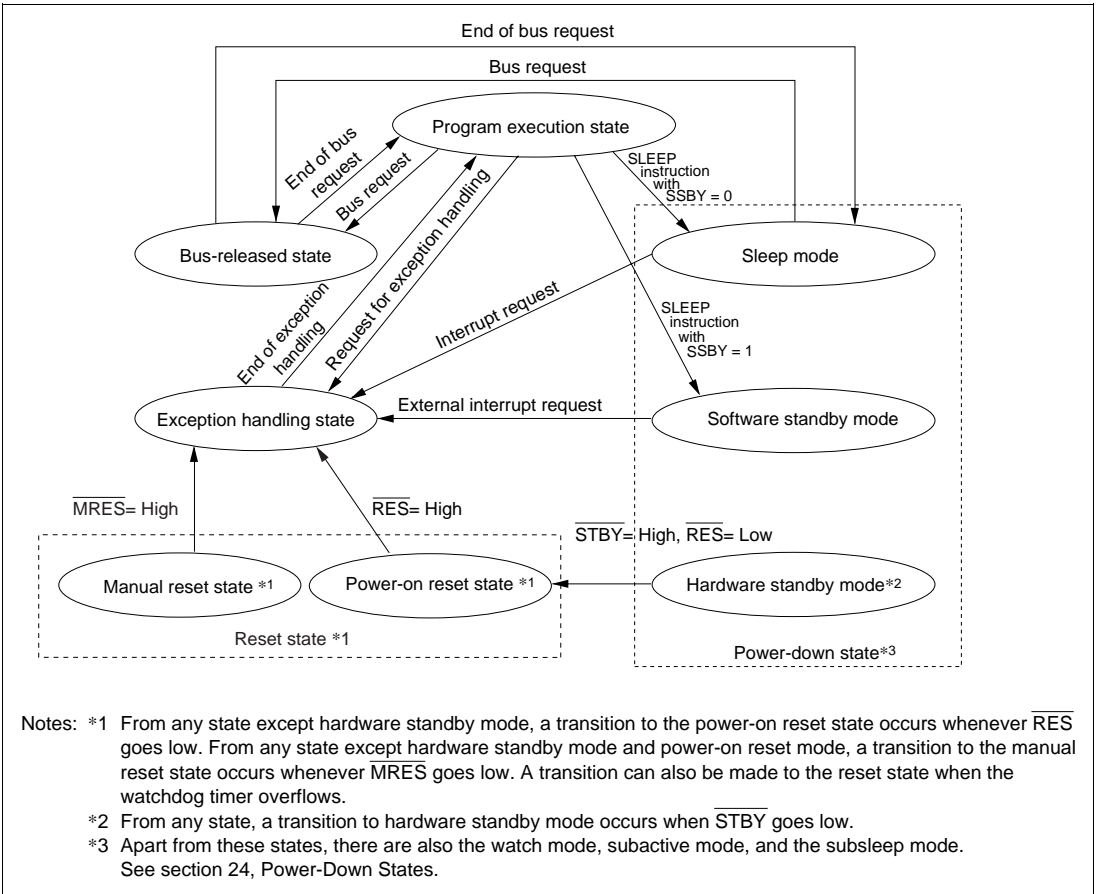 End of bus request
Bus request
Program execution state
End of bus
request
Bus request
SLEEP
instruction
with
SSBY = 0
Bus-released state
Sleep mode
End of exception
handling
Request for exception handling
Interrupt request
SLEEP
instruction
with
SSBY = 1
Exception handling state
External interrupt request
Software standby mode
MRES= High
RES= High
STBY= High, RES= Low
Manual reset state *1
Power-on reset state *1
Hardware standby mode*2
Reset state *1
Power-down state*3
Notes: *1 From any state except hardware standby mode, a transition to the power-on reset state occurs whenever RES
goes low. From any state except hardware standby mode and power-on reset mode, a transition to the manual
reset state occurs whenever MRES goes low. A transition can also be made to the reset state when the
watchdog timer overflows.
*2 From any state, a transition to hardware standby mode occurs when STBY goes low.
*3 Apart from these states, there are also the watch mode, subactive mode, and the subsleep mode.
See section 24, Power-Down States.